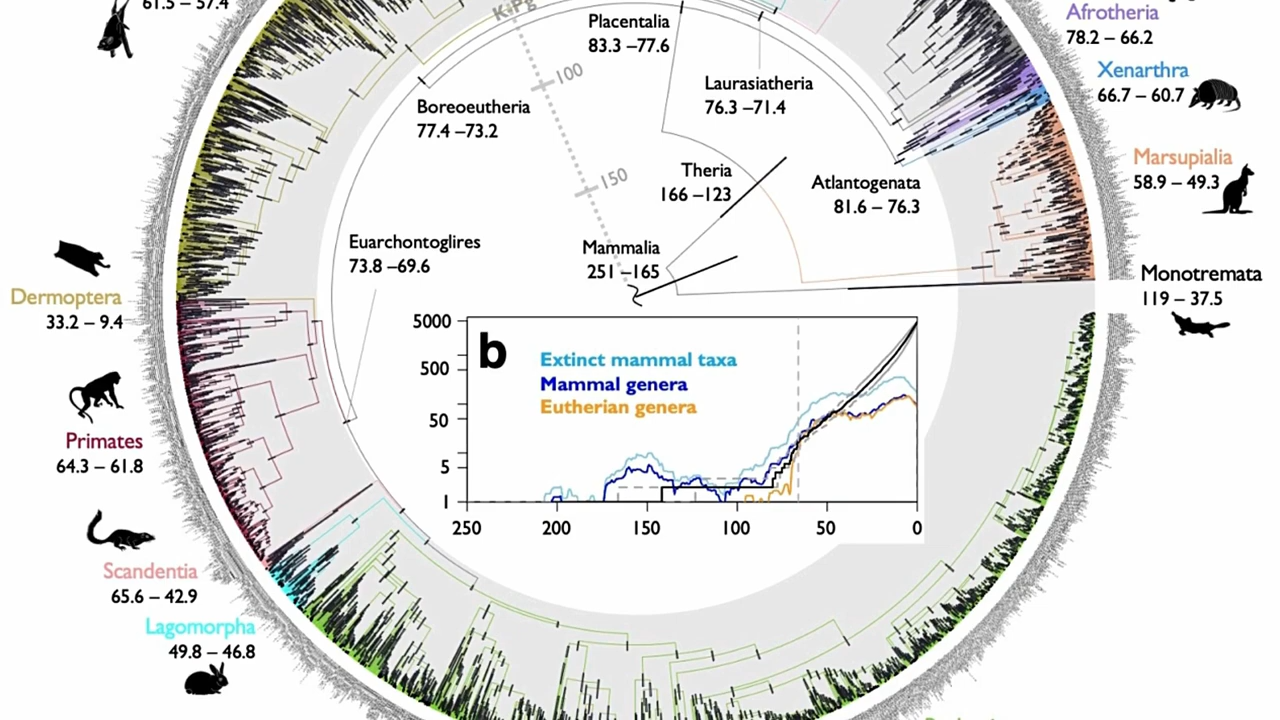 61.5 – 57.4
K-Pg
Placentalia
83.3 –77.6
100
Boreoeutheria
77.4 –73.2
Laurasiatheria
76.3 –71.4
Afrotheria
78.2 – 66.2
Xenarthra
66.7 – 60.7
Marsupialia
58.9 – 49.3
150
Theria
166 –123
Atlantogenata
81.6 – 76.3
Euarchontoglires
73.8 –69.6
Mammalia
251 –165
Monotremata
119 – 37.5
Dermoptera
33.2 – 9.4
Primates
64.3 – 61.8
Scandentia
65.6 – 42.9
Lagomorpha
49.8 – 46.8
b
Extinct mammal taxa
Mammal genera
Eutherian genera
5000
500
50
5
1
250 200 150 100 50 0